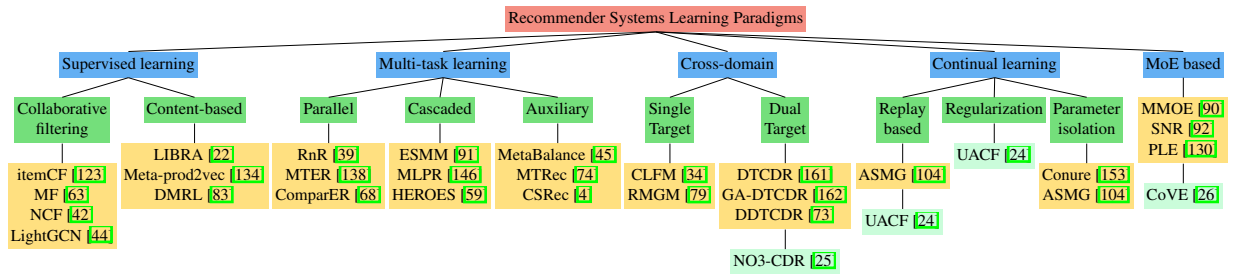 Recommender Systems Learning Paradigms
Supervised learning
Multi-task learning
Cross-domain
Continual learning
MoE based
Collaborative
filtering
Content-based
Parallel
Cascaded
Auxiliary
Single
Target
Dual
Target
Replay
based
Regularization
Parameter
isolation
MMOE [90]
SNR [92]
PLE [130]
itemCF [123]
MF [63]
NCF [42]
LightGCN [44]
LIBRA [22]
Meta-prod2vec [134]
DMRL [83]
RnR [39]
MTER [138]
ComparER [68]
ESMM [91]
MLPR [146]
HEROES [59]
MetaBalance [45]
MTRec [74]
CSRec [4]
CLFM [34]
RMGM [79]
DTCDR [161]
GA-DTCDR [162]
DDTCDR [73]
NO3-CDR [25]
ASMG [104]
UACF [24]
UACF [24]
Conure [153]
ASMG [104]
CoVE [26]